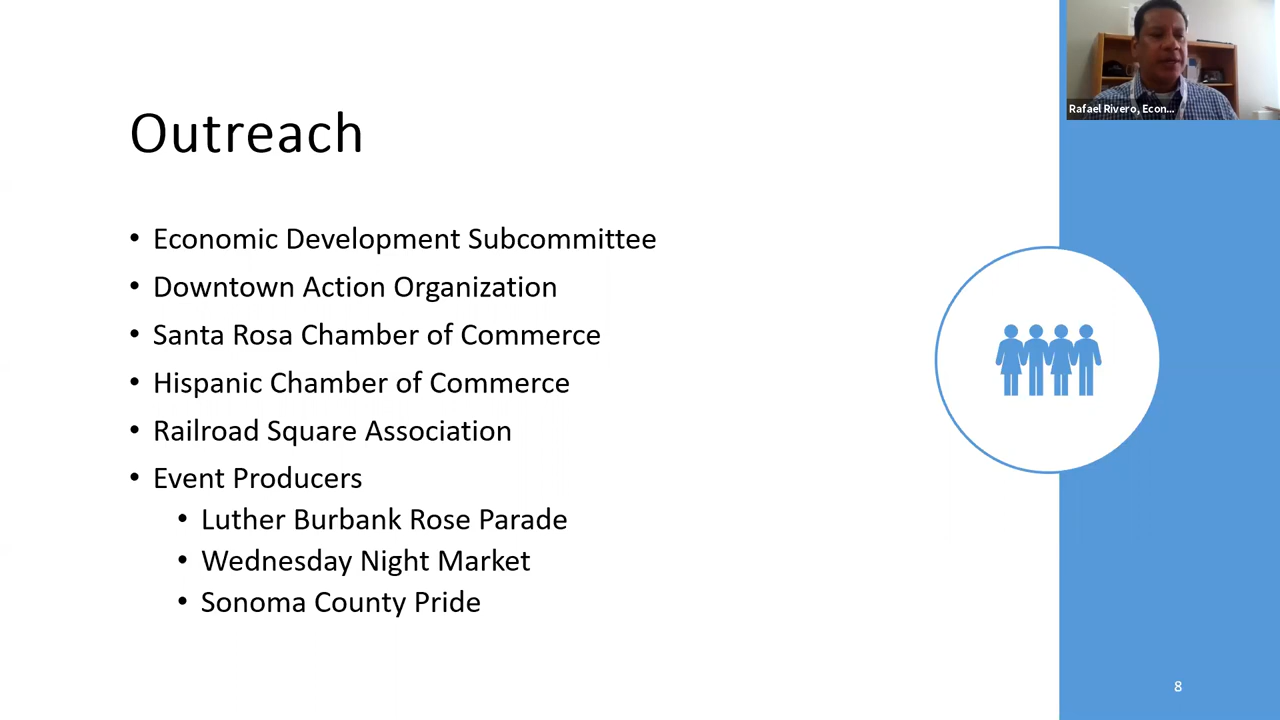 Rafael Rivero, Econ...
Outreach
• Economic Development Subcommittee
• Downtown Action Organization
• Santa Rosa Chamber of Commerce
• Hispanic Chamber of Commerce
• Railroad Square Association
• Event Producers
• Luther Burbank Rose Parade
• Wednesday Night Market
• Sonoma County Pride
8